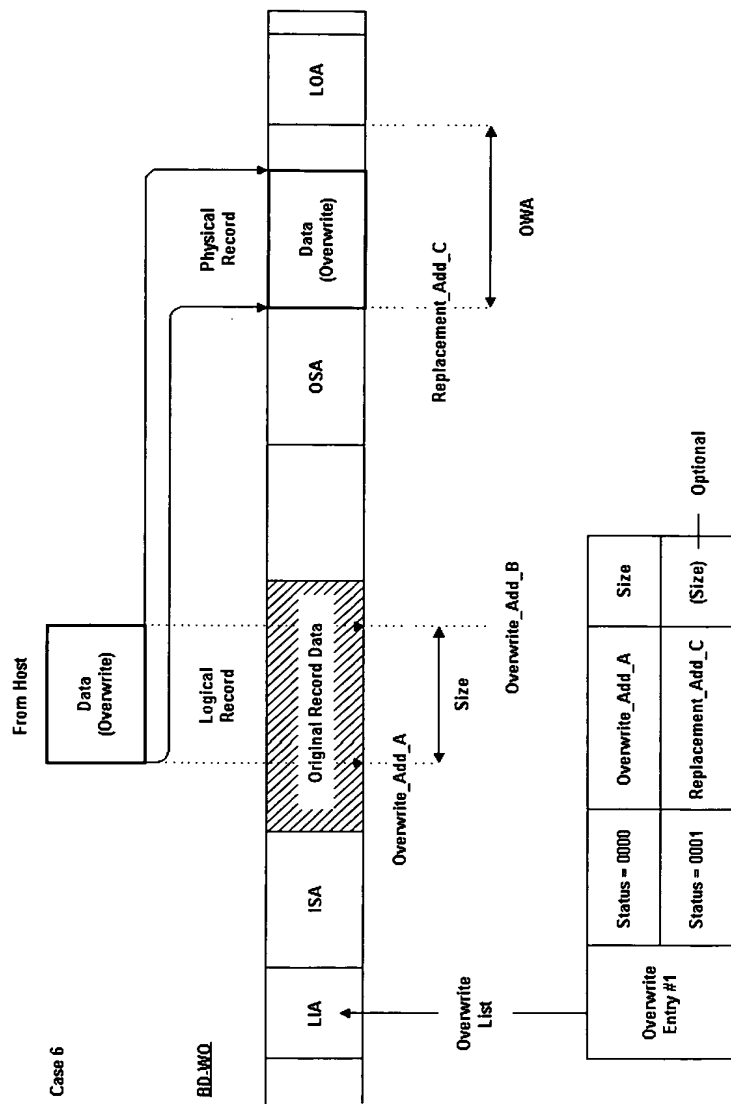 Case 6
From Host
Data
(Overwrite)
BD-WO
Logical
Record
Physical
Record
LIA
ISA
Original Record Data
OSA
Data
(Overwrite)
LOA
Overwrite_Add_A
Size
Overwrite_Add_B
Replacement_Add_C
OWA
Overwrite
List
Overwrite
Entry #1
Status = 0000
Overwrite_Add_A
Size
Status = 0001
Replacement_Add_C
(Size)
Optional